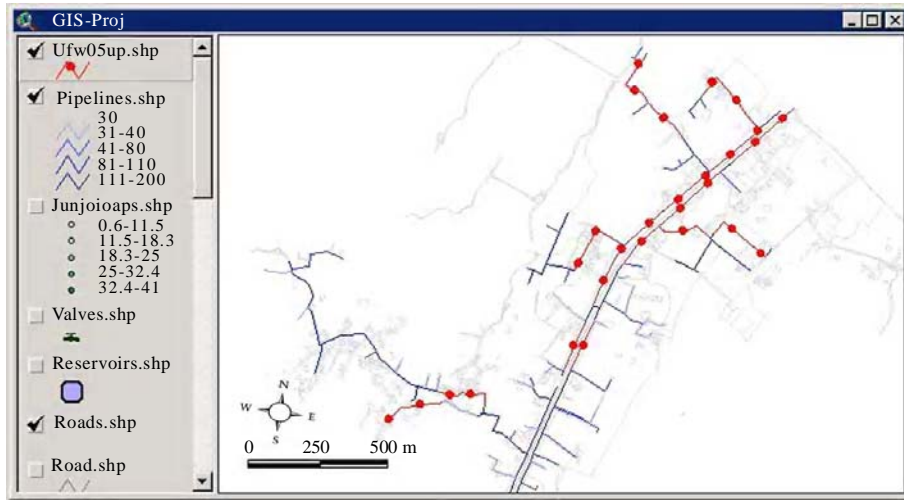 GIS-Proj
Ufw05up.shp
Pipelines.shp
30
31-40
41-80
81-110
111-200
Junjoioaps.shp
0.6-11.5
11.5-18.3
18.3-25
25-32.4
32.4-41
Valves.shp
Reservoirs.shp
Roads.shp
Road.shp
N
W E
S
0 250 500 m